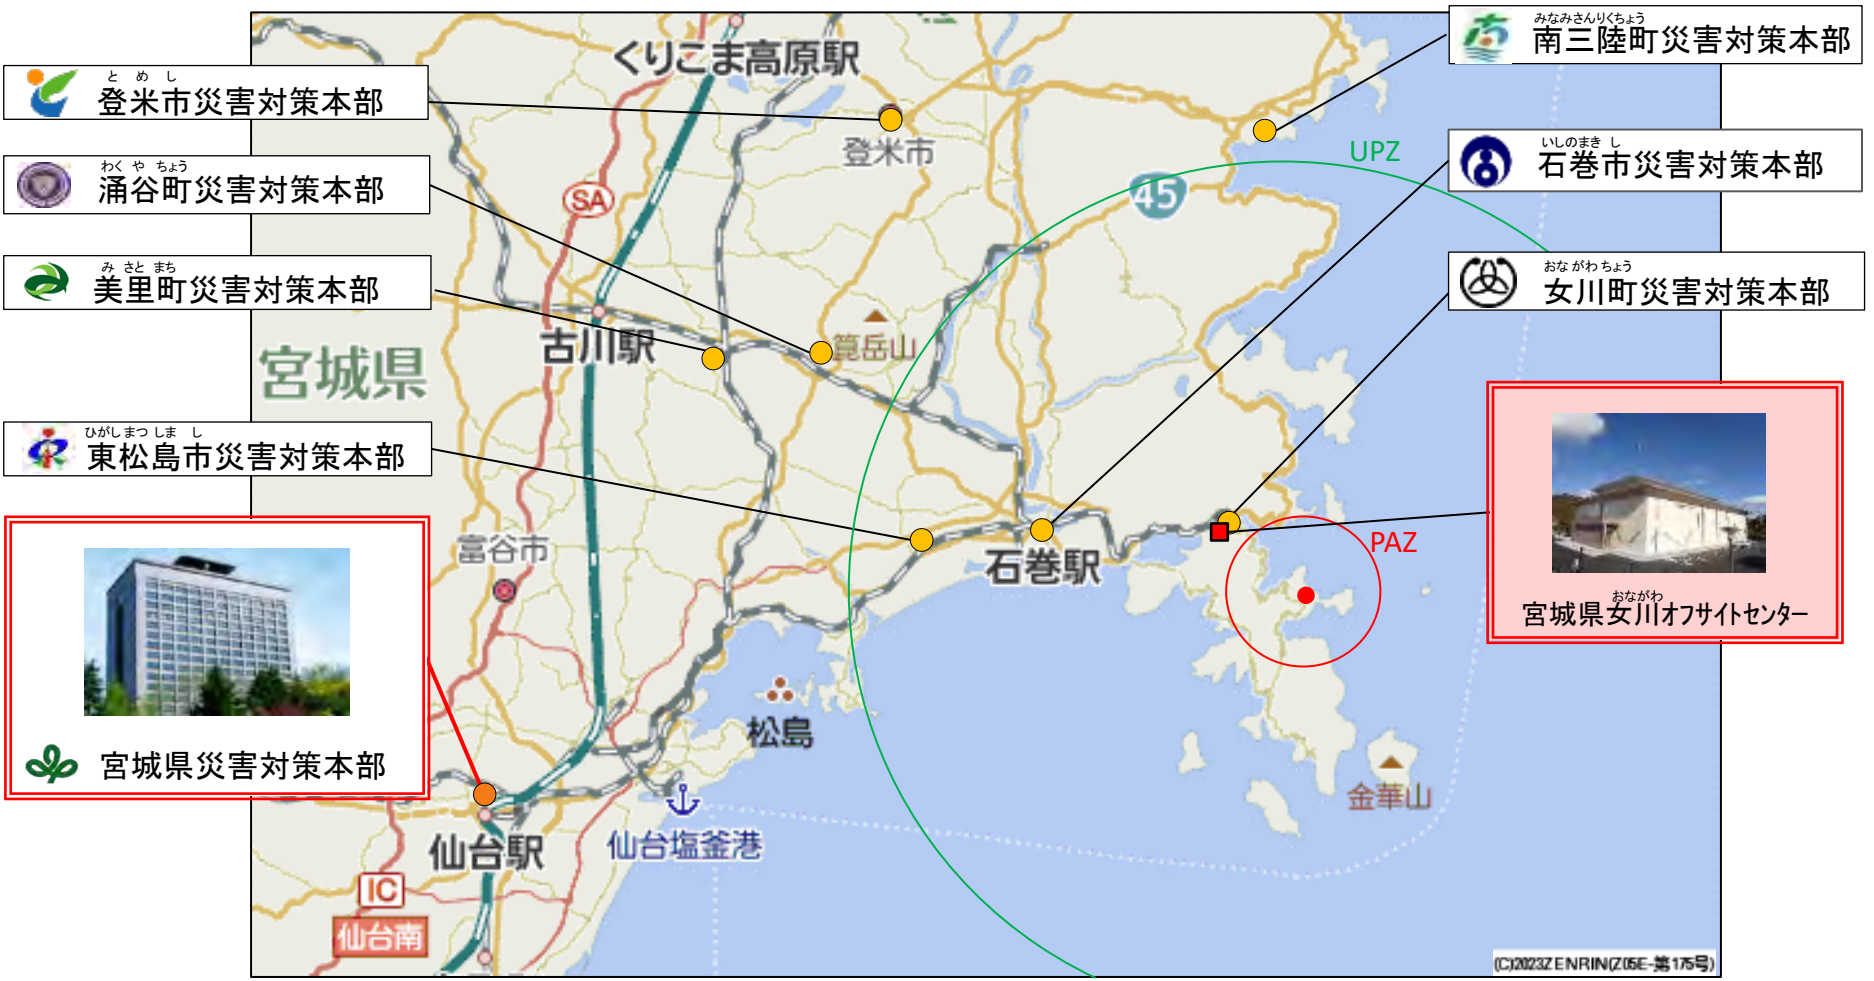 と め し
登米市災害対策本部
わく や ちょう
涌谷町災害対策本部
み さと まち
美里町災害対策本部
ひがしまつ しま し
東松島市災害対策本部
宮城県災害対策本部
みなみさんりくちょう
南三陸町災害対策本部
いしのまき し
石巻市災害対策本部
おな がわ ちょう
女川町災害対策本部
おながわ
宮城県女川オフサイトセンター
くりこま高原駅
登米市
UPZ
45
SA
古川駅
箟岳山
宮城県
富谷市
石巻駅
PAZ
松島
金華山
仙台駅
仙台塩釜港
IC
仙台南
(C)2023ZENRIN(Z05E-第175号)